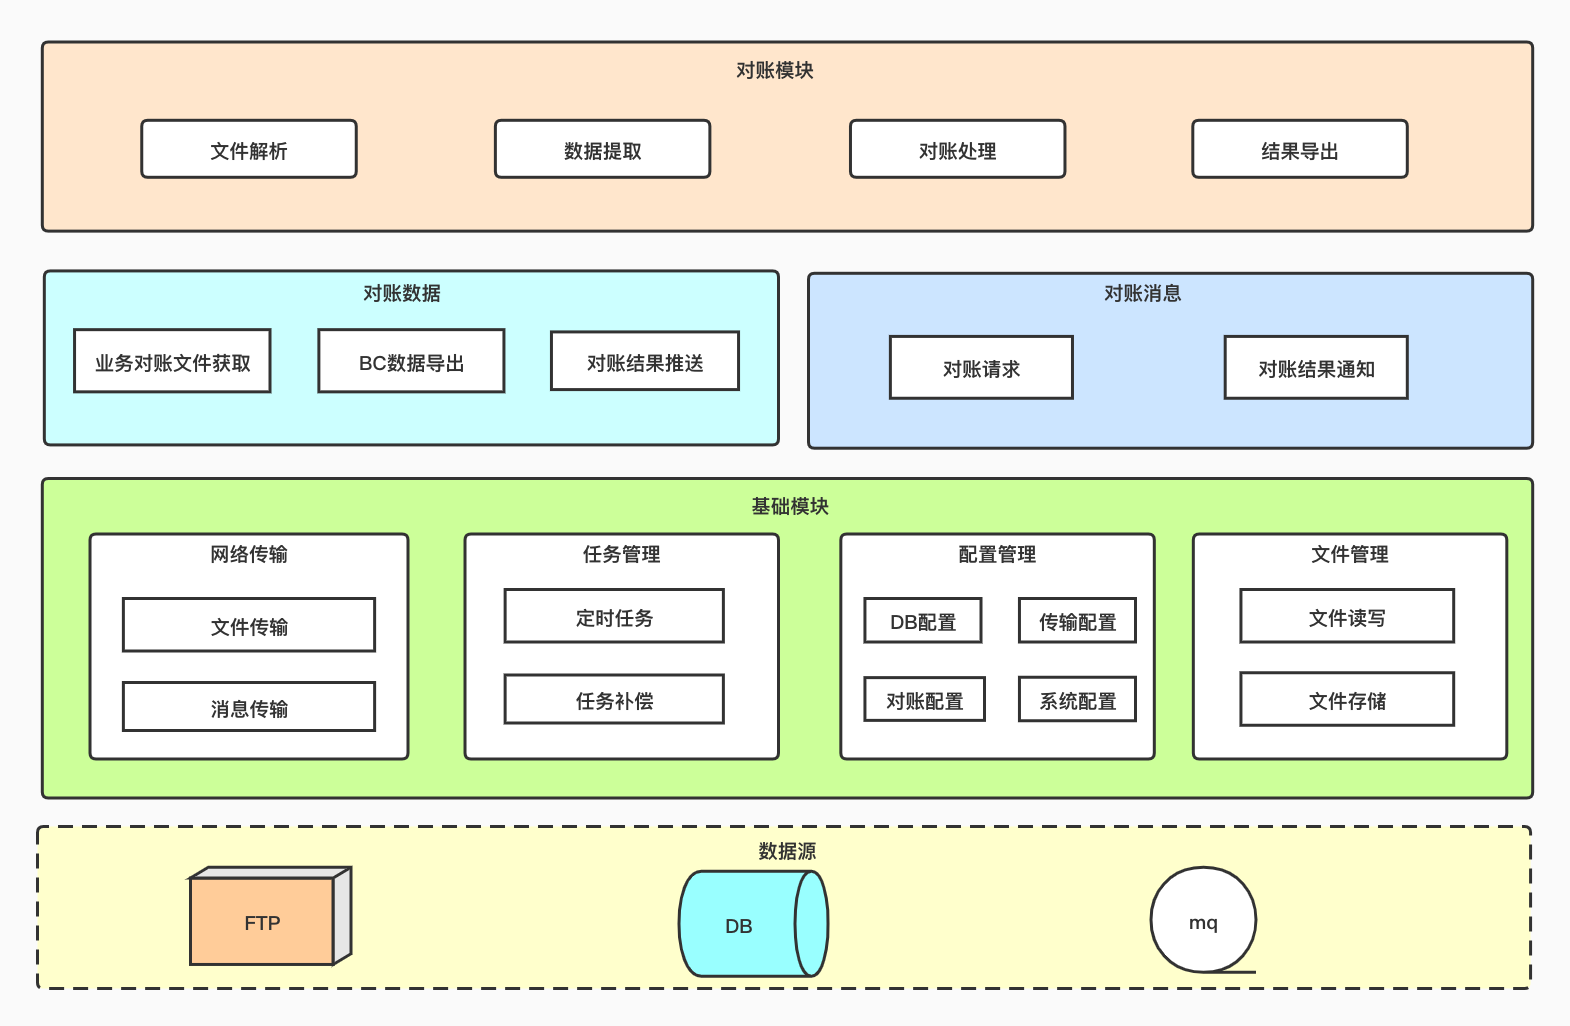 对账模块
文件解析
数据提取
对账处理
结果导出
对账数据
业务对账文件获取
BC数据导出
对账结果推送
对账消息
对账请求
对账结果通知
基础模块
网络传输
文件传输
消息传输
任务管理
定时任务
任务补偿
配置管理
DB配置
传输配置
对账配置
系统配置
文件管理
文件读写
文件存储
数据源
FTP
DB
mq